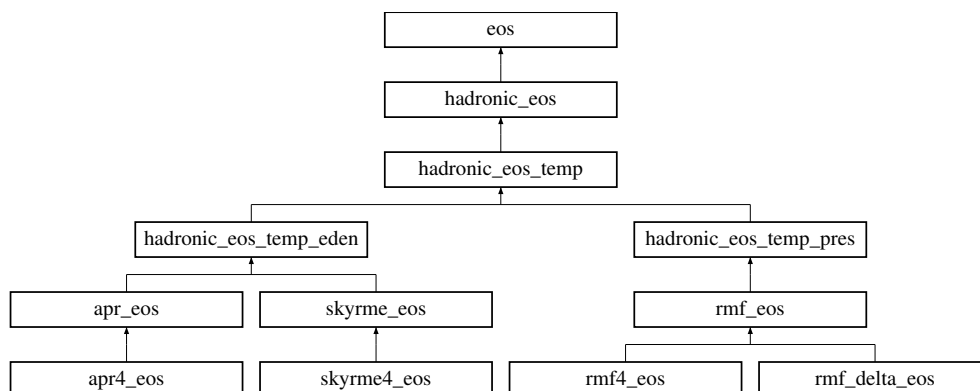 eos
hadronic_eos
hadronic_eos_temp
hadronic_eos_temp_eden hadronic_eos_temp_pres
apr_eos skyrme_eos rmf_eos
apr4_eos skyrme4_eos rmf4_eos rmf_delta_eos